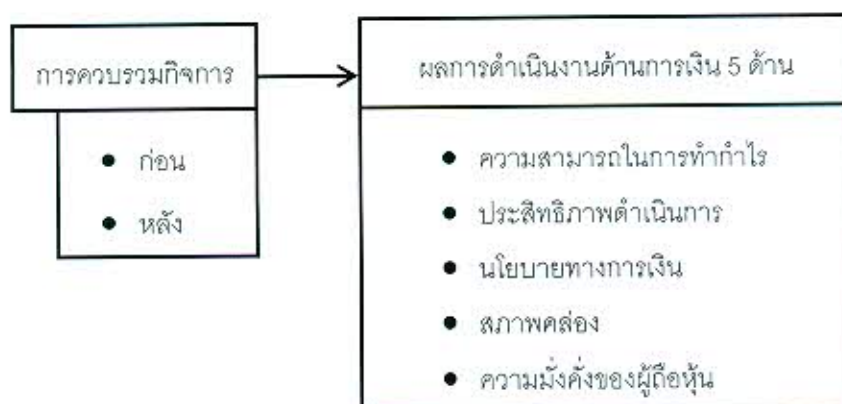 การควบรวมกิจการ
• ก่อน
• หลัง
ผลการดำเนินงานด้านการเงิน 5 ด้าน
• ความสามารถในการทำกำไร
• ประสิทธิภาพดำเนินการ
• นโยบายทางการเงิน
• สภาพคล่อง
• ความมั่งคั่งของผู้ถือหุ้น